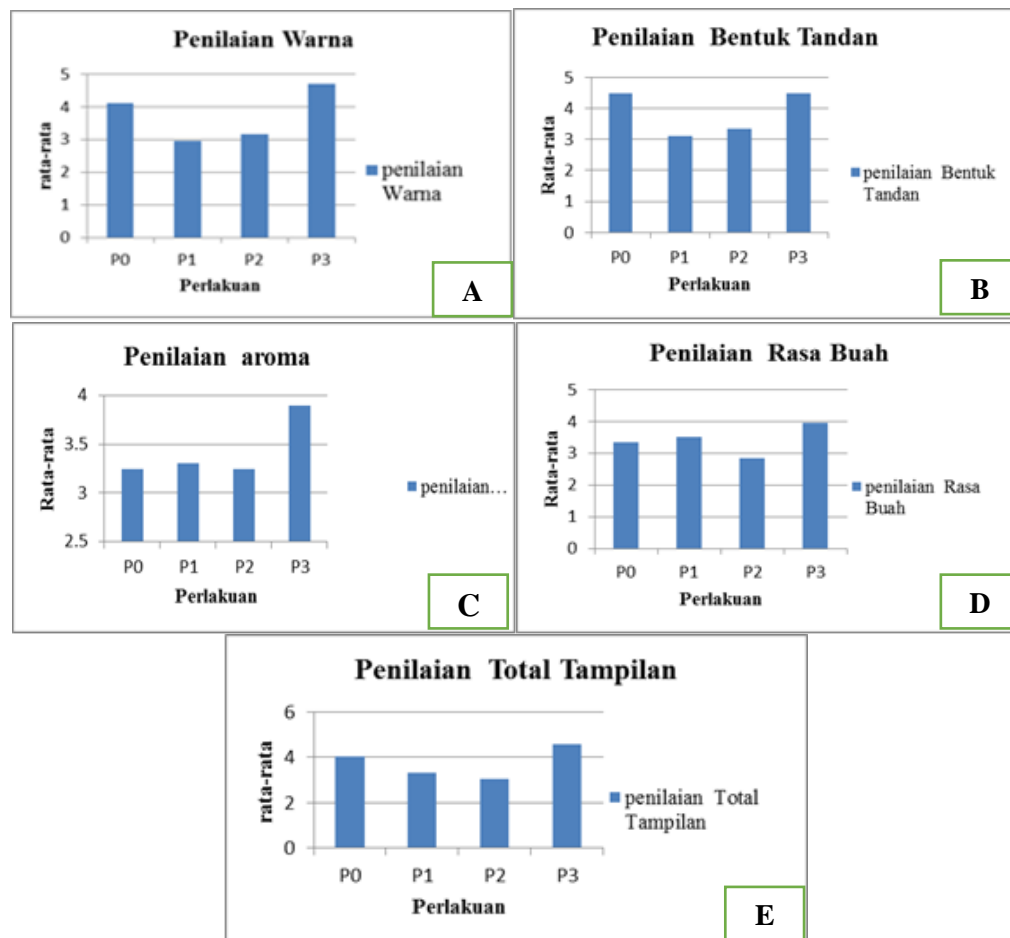 Penilaian Warna
rata-rata
5
4
3
2
1
0
P0 P1 P2 P3
Perlakuan
penilaian
Warna
A
Penilaian Bentuk Tandan
Rata-rata
5
4
3
2
1
0
P0 P1 P2 P3
Perlakuan
penilaian Bentuk
Tandan
B
Penilaian aroma
Rata-rata
4
3.5
3
2.5
P0 P1 P2 P3
Perlakuan
penilaian...
C
Penilaian Rasa Buah
Rata-rata
5
4
3
2
1
0
P0 P1 P2 P3
Perlakuan
penilaian Rasa
Buah
D
Penilaian Total Tampilan
rata-rata
6
4
2
0
P0 P1 P2 P3
Perlakuan
penilaian Total
Tampilan
E